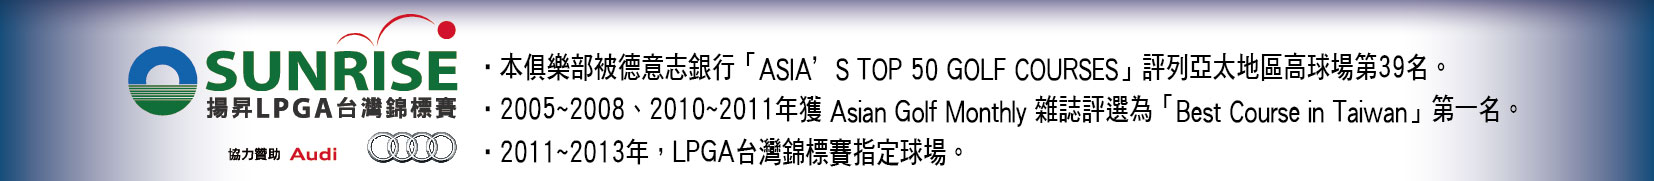 SUNRISE
揚昇LPGA台灣錦標賽
協力贊助 Audi
·本俱樂部被德意志銀行「ASIA’S TOP 50 GOLF COURSES」評列亞太地區高球場第39名。
·2005~2008、2010~2011年獲 Asian Golf Monthly 雜誌評選為「Best Course in Taiwan」第一名。
·2011~2013年，LPGA台灣錦標賽指定球場。